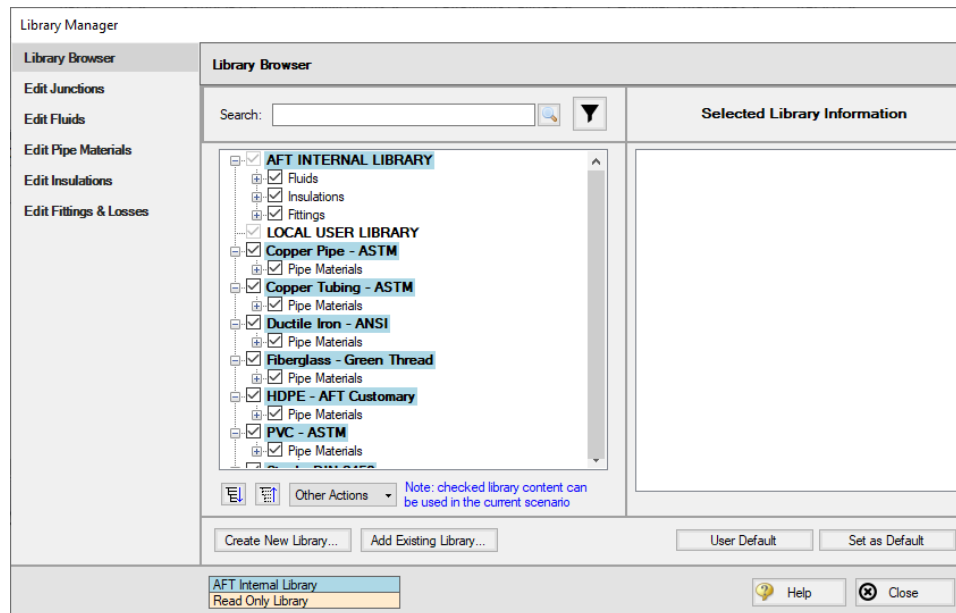 Library Manager
Library Browser
Edit Junctions
Edit Fluids
Edit Pipe Materials
Edit Insulations
Edit Fittings & Losses
Library Browser
Search:
AFT INTERNAL LIBRARY
Fluids
Insulations
Fittings
LOCAL USER LIBRARY
Copper Pipe - ASTM
Pipe Materials
Copper Tubing - ASTM
Pipe Materials
Ductile Iron - ANSI
Pipe Materials
Fiberglass - Green Thread
Pipe Materials
HDPE - AFT Customary
Pipe Materials
PVC - ASTM
Pipe Materials
Other Actions
Note: checked library content can
be used in the current scenario
Selected Library Information
Create New Library...
Add Existing Library...
User Default
Set as Default
AFT Internal Library
Read Only Library
Help
Close